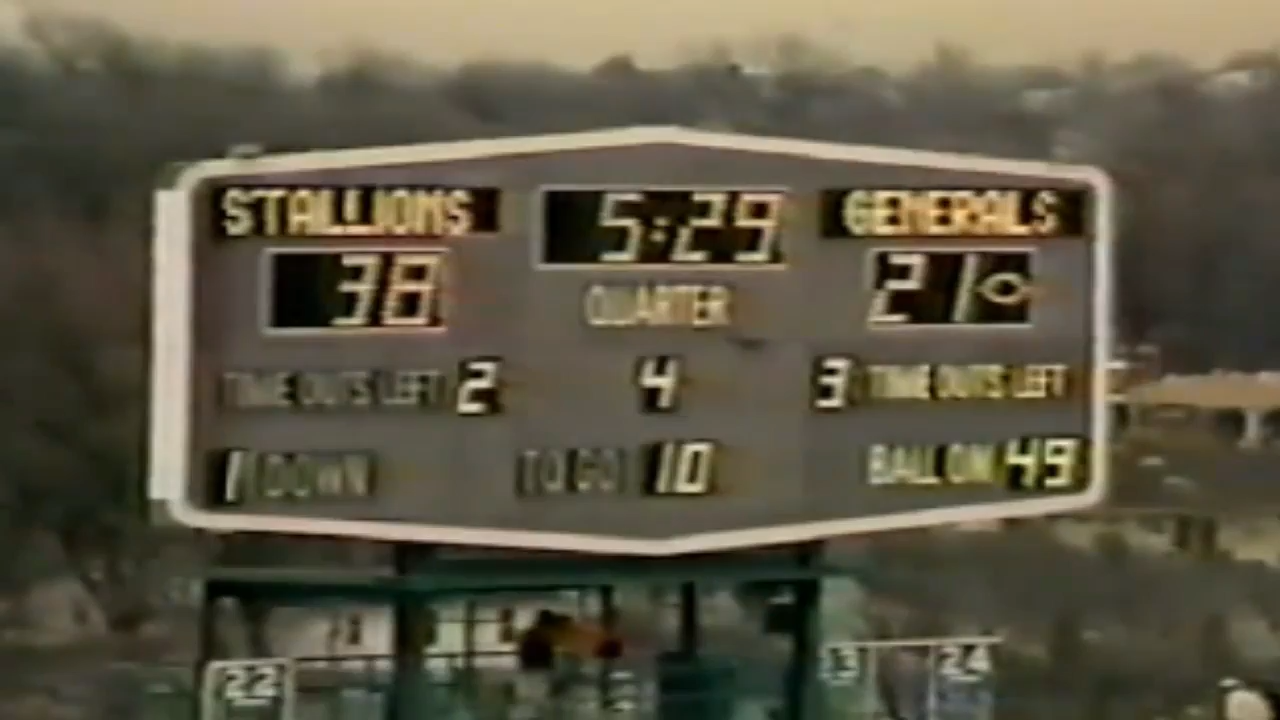 STALLIONS 5:29 GENERALS
38 QUARTER 21
TIME OUTS LEFT 2 4 3 TIME OUTS LEFT
1 DOWN TO GO 10 BALL ON 49
22 13 24